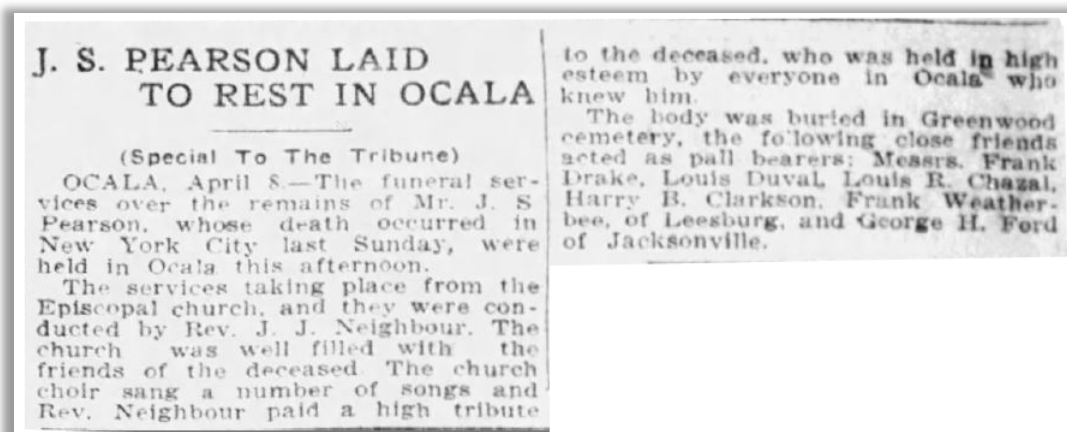 J. S. PEARSON LAID
TO REST IN OCALA
(Special To The Tribune)
OCALA, April 8.—The funeral ser-
vices over the remains of Mr. J. S
Pearson, whose death occurred in
New York City last Sunday, were
held in Ocala this afternoon.
The services taking place from the
Episcopal church, and they were con-
ducted by Rev. J. J. Neighbour. The
church was well filled with the
friends of the deceased. The church
choir sang a number of songs and
Rev. Neighbour paid a high tribute
to the deceased, who was held in high
esteem by everyone in Ocala who
knew him.
The body was buried in Greenwood
cemetery, the following close friends
acted as pall bearers: Messrs. Frank
Drake, Louis Duval, Louis R. Chazal,
Harry B. Clarkson, Frank Weather-
bee, of Leesburg, and George H. Ford
of Jacksonville.